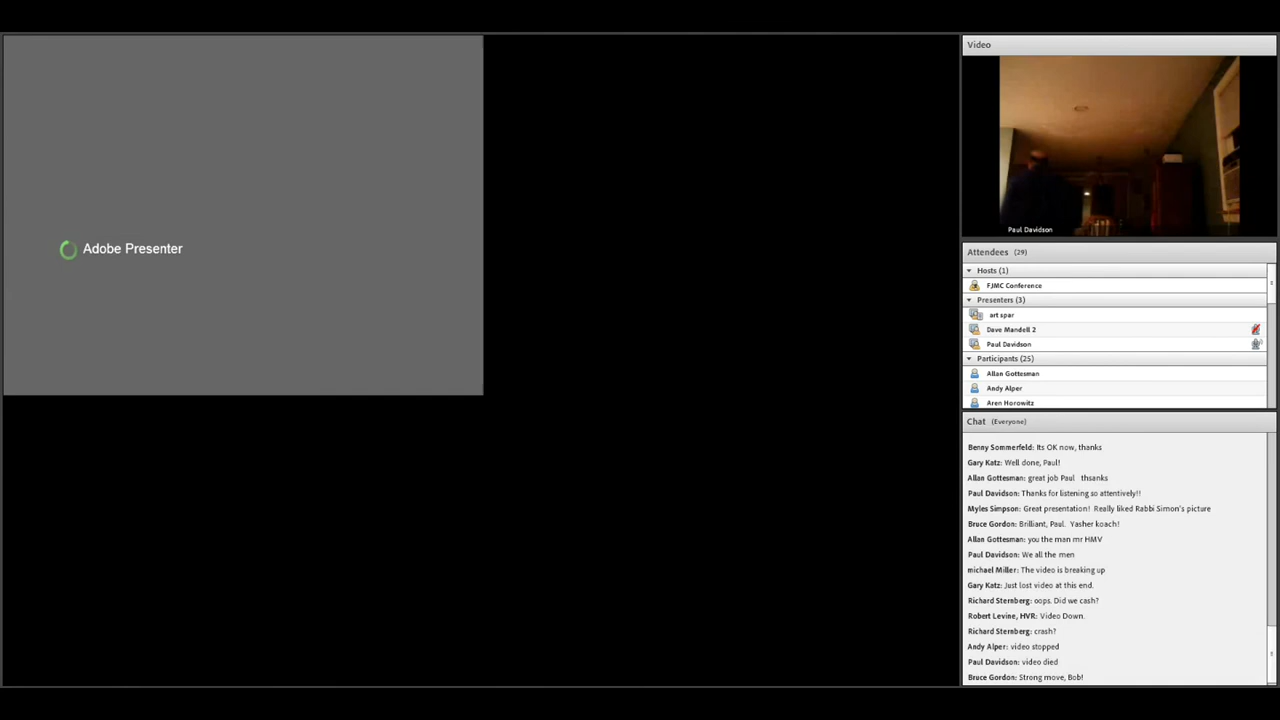 Adobe Presenter
Video
Paul Davidson
Attendees (29)
Hosts (1)
FJMC Conference
Presenters (3)
art spar
Dave Mandell 2
Paul Davidson
Participants (25)
Allan Gottesman
Andy Alper
Aren Horowitz
Chat (Everyone)
Benny Sommerfeld: Its OK now, thanks
Gary Katz: Well done, Paul!
Allan Gottesman: great job Paul thsanks
Paul Davidson: Thanks for listening so attentively!!
Myles Simpson: Great presentation! Really liked Rabbi Simon's picture
Bruce Gordon: Brilliant, Paul. Yasher koach!
Allan Gottesman: you the man mr HMV
Paul Davidson: We all the men
michael Miller: The video is breaking up
Gary Katz: Just lost video at this end.
Richard Sternberg: oops. Did we cash?
Robert Levine, HVR: Video Down.
Richard Sternberg: crash?
Andy Alper: video stopped
Paul Davidson: video died
Bruce Gordon: Strong move, Bob!